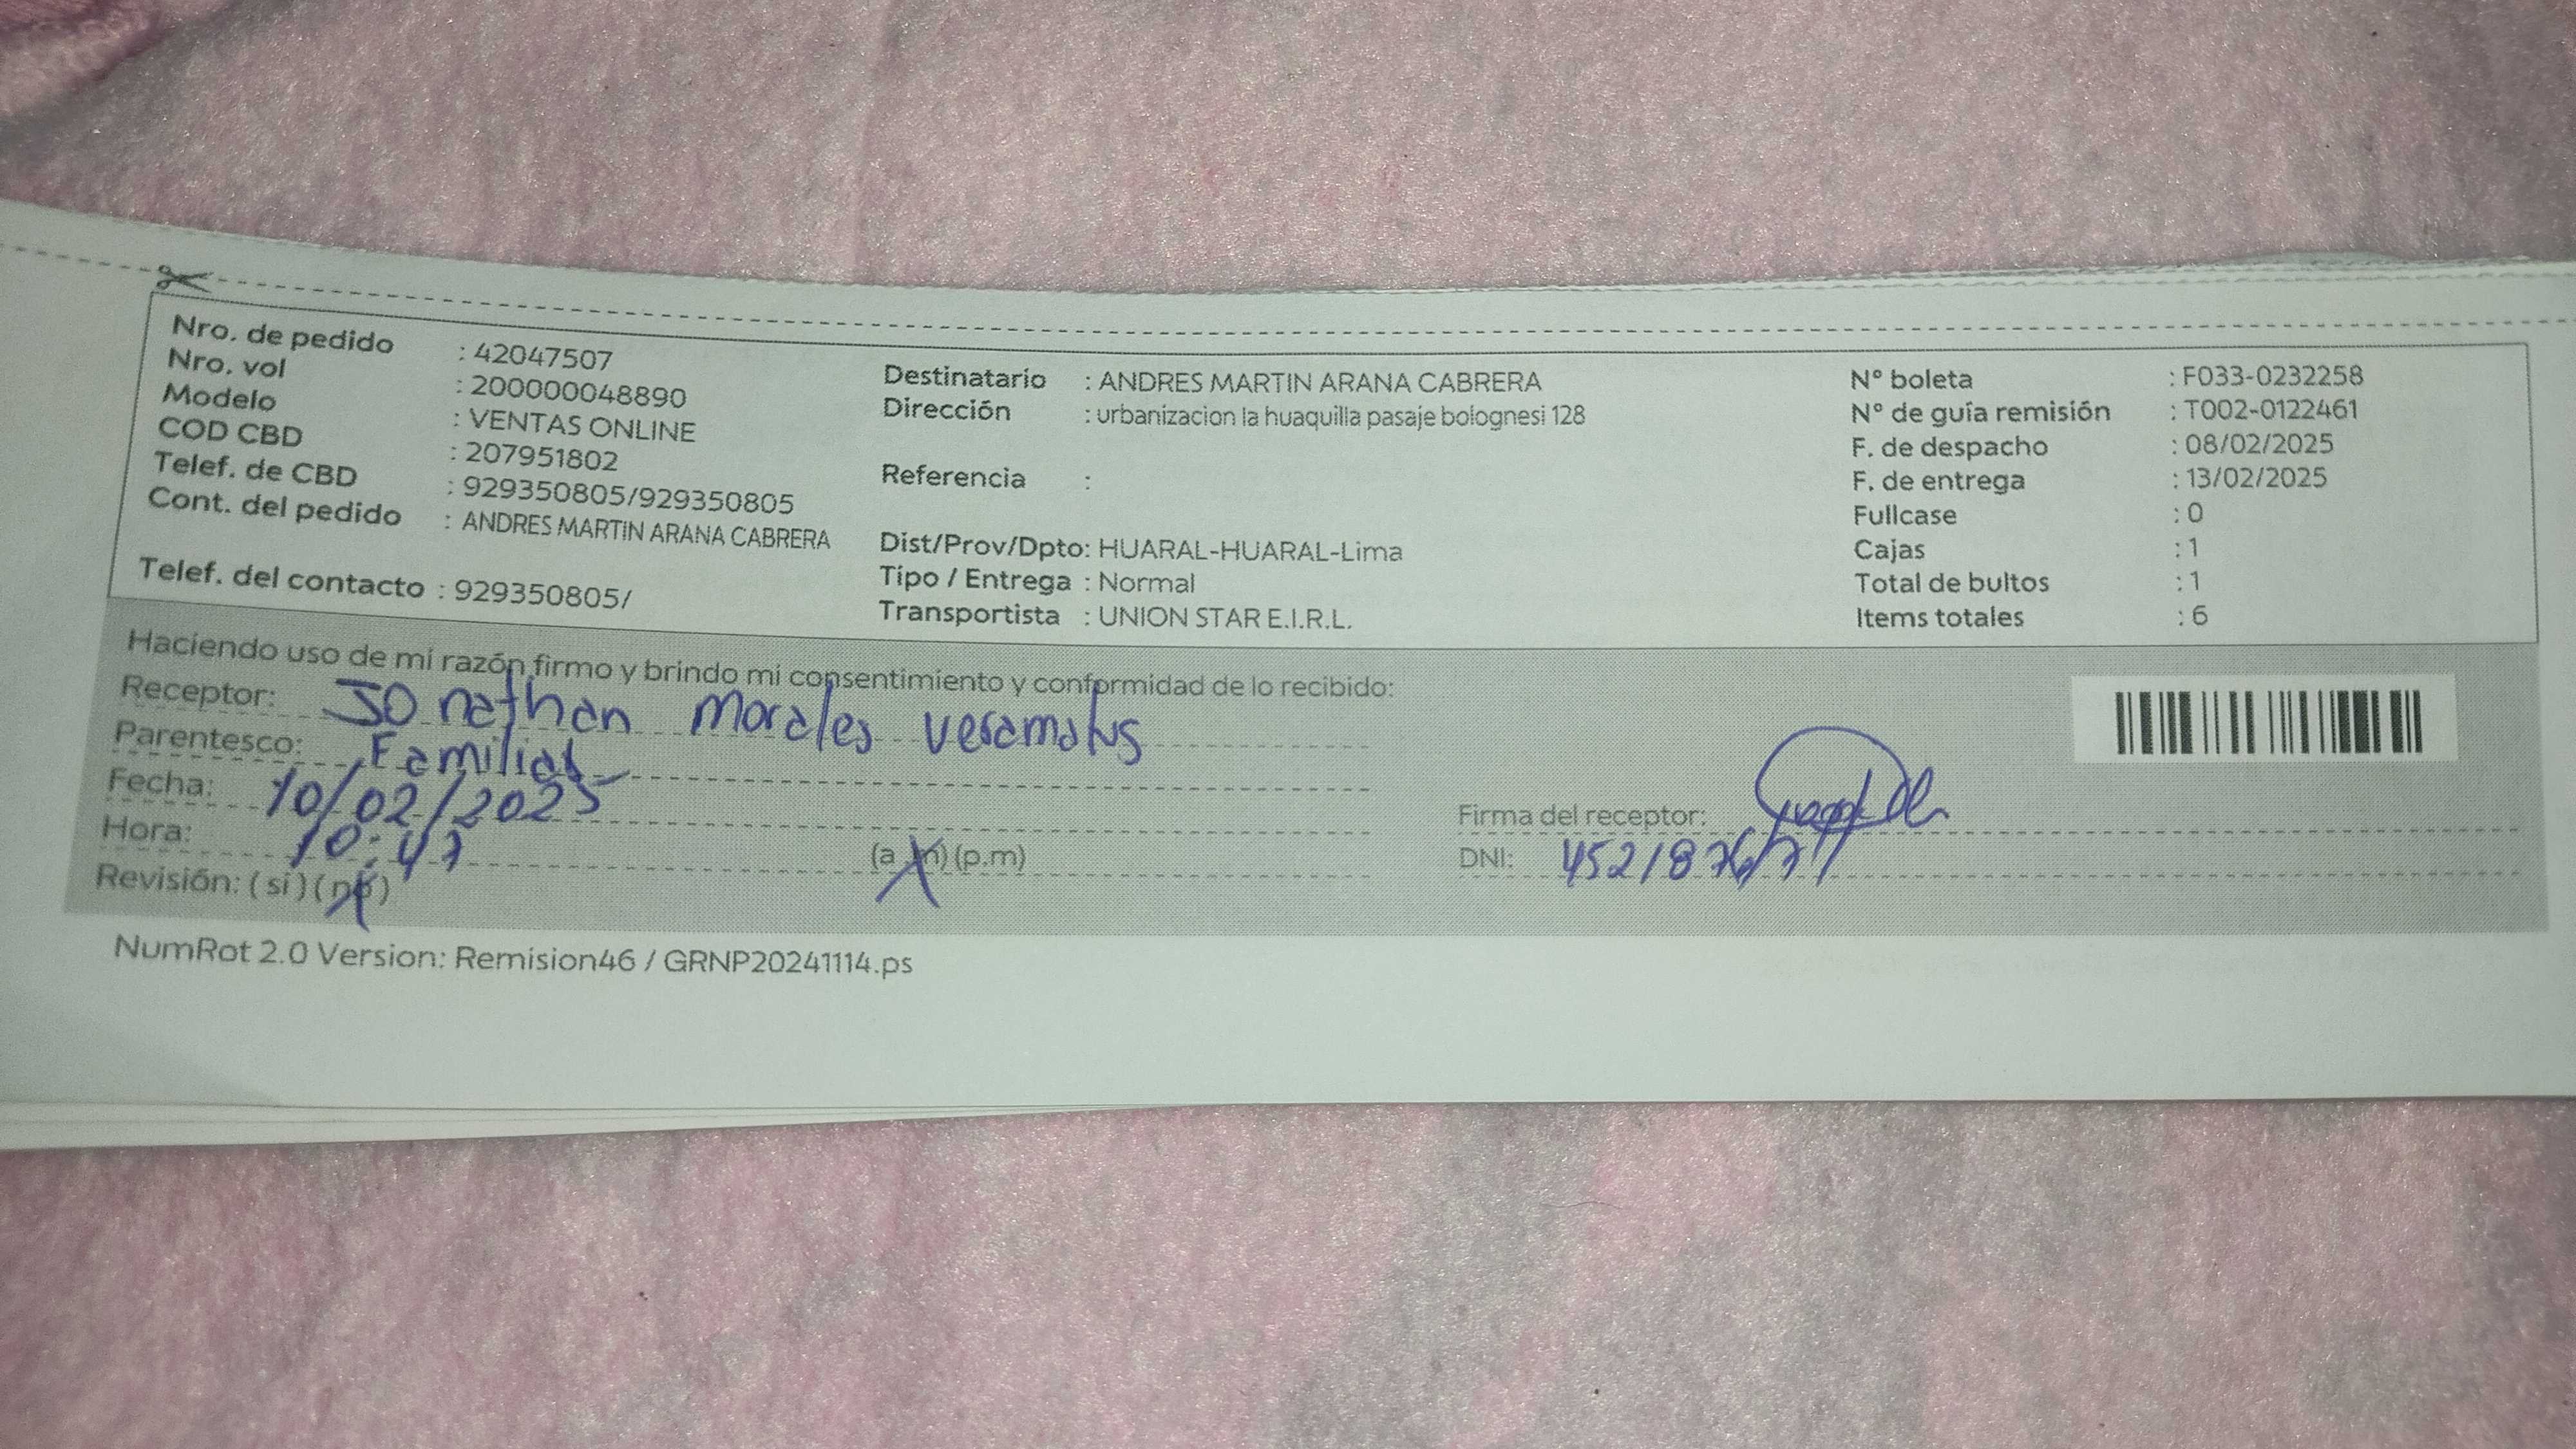 Nro. de pedido : 42047507
Nro. vol : 200000048890
Modelo : VENTAS ONLINE
COD CBD : 207951802
Telef. de CBD : 929350805/929350805
Cont. del pedido : ANDRES MARTIN ARANA CABRERA
Telef. del contacto : 929350805/
Destinatario : ANDRES MARTIN ARANA CABRERA
Dirección : urbanizacion la huaquilla pasaje bolognesi 128
Referencia :
Dist/Prov/Dpto: HUARAL-HUARAL-Lima
Tipo / Entrega : Normal
Transportista : UNION STAR E.I.R.L.
N° boleta : F033-0232258
N° de guía remisión : T002-0122461
F. de despacho : 08/02/2025
F. de entrega : 13/02/2025
Fullcase : 0
Cajas : 1
Total de bultos : 1
Items totales : 6
Haciendo uso de mi razón firmo y brindo mi consentimiento y conformidad de lo recibido:
Receptor: Jonathan Morales
Parentesco: Familiar
Fecha: 10/02/2025
Hora: 10:47 (a.m) (p.m)
Revisión: (si) (no)
Firma del receptor:
DNI:
NumRot 2.0 Version: Remision46 / GRNP20241114.ps